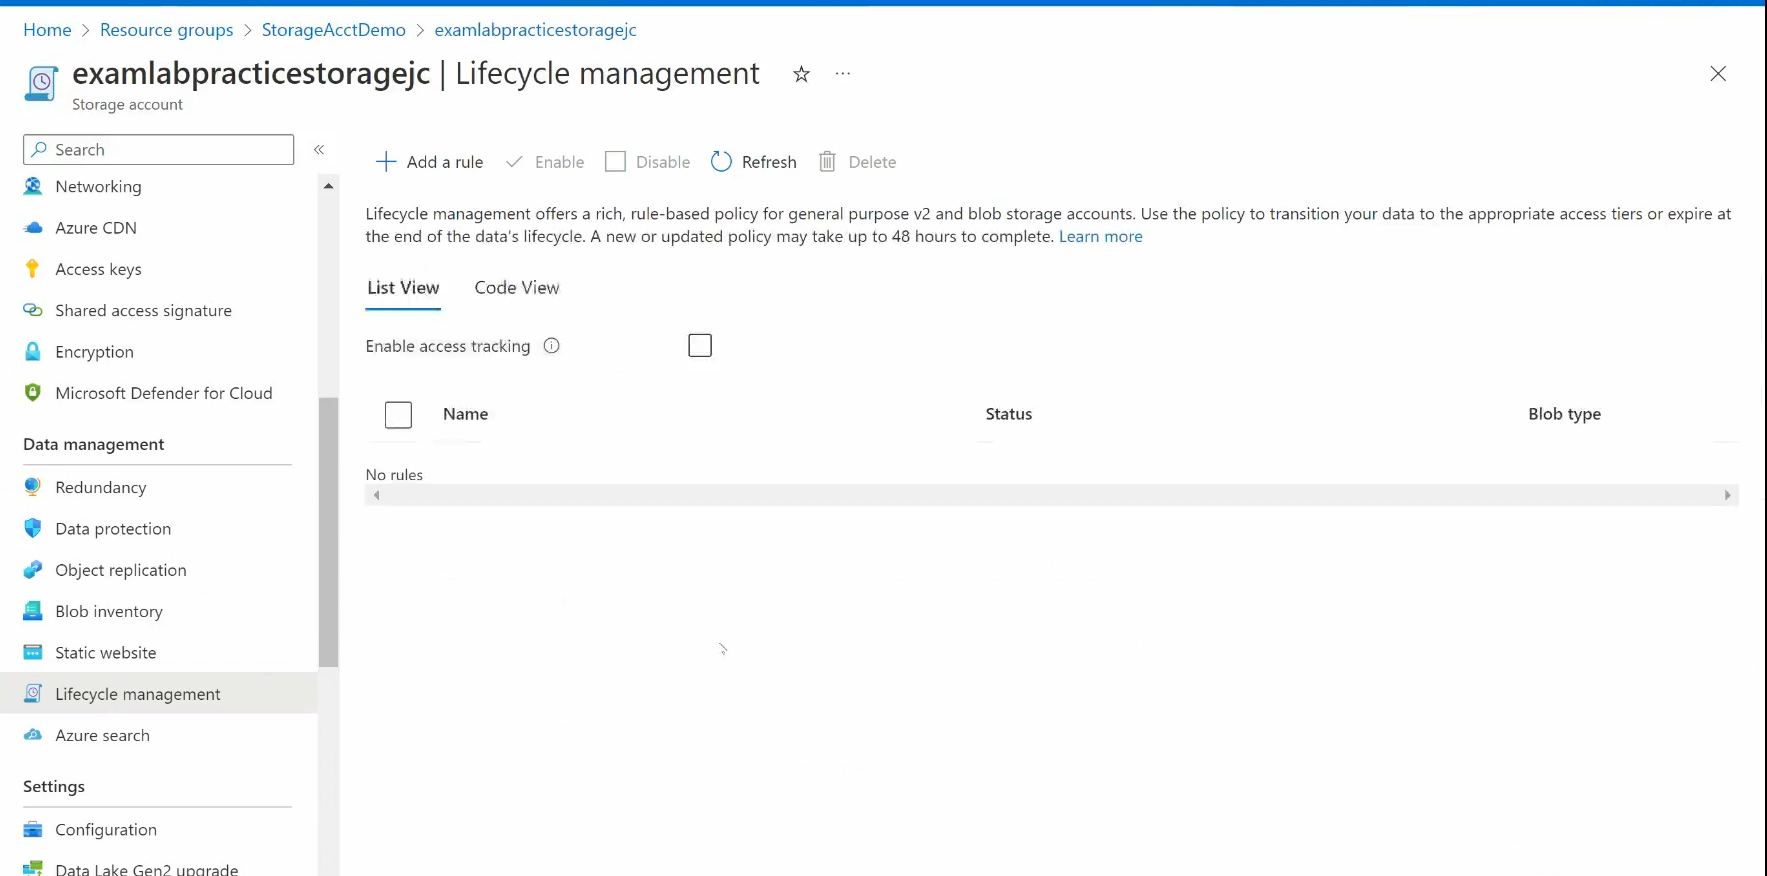 Home > Resource groups > StorageAcctDemo > examlabpracticestoragejc
examlabpracticestoragejc | Lifecycle management
Storage account
Search
Networking
Azure CDN
Access keys
Shared access signature
Encryption
Microsoft Defender for Cloud
Data management
Redundancy
Data protection
Object replication
Blob inventory
Static website
Lifecycle management
Azure search
Settings
Configuration
Data Lake Gen2 upgrade
Add a rule Enable Disable Refresh Delete
Lifecycle management offers a rich, rule-based policy for general purpose v2 and blob storage accounts. Use the policy to transition your data to the appropriate access tiers or expire at
the end of the data's lifecycle. A new or updated policy may take up to 48 hours to complete. Learn more
List View Code View
Enable access tracking
Name Status Blob type
No rules